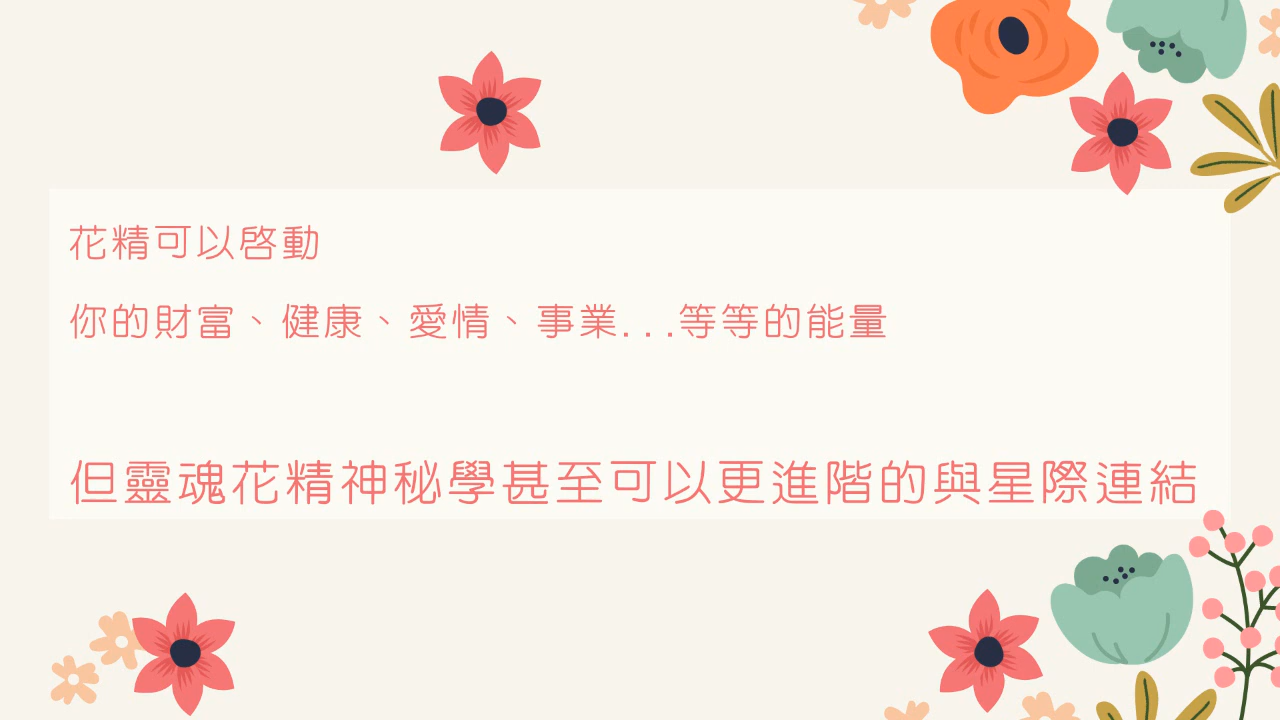 花精可以啓動
你的財富、健康、愛情、事業...等等的能量
但靈魂花精神秘學甚至可以更進階的與星際連結